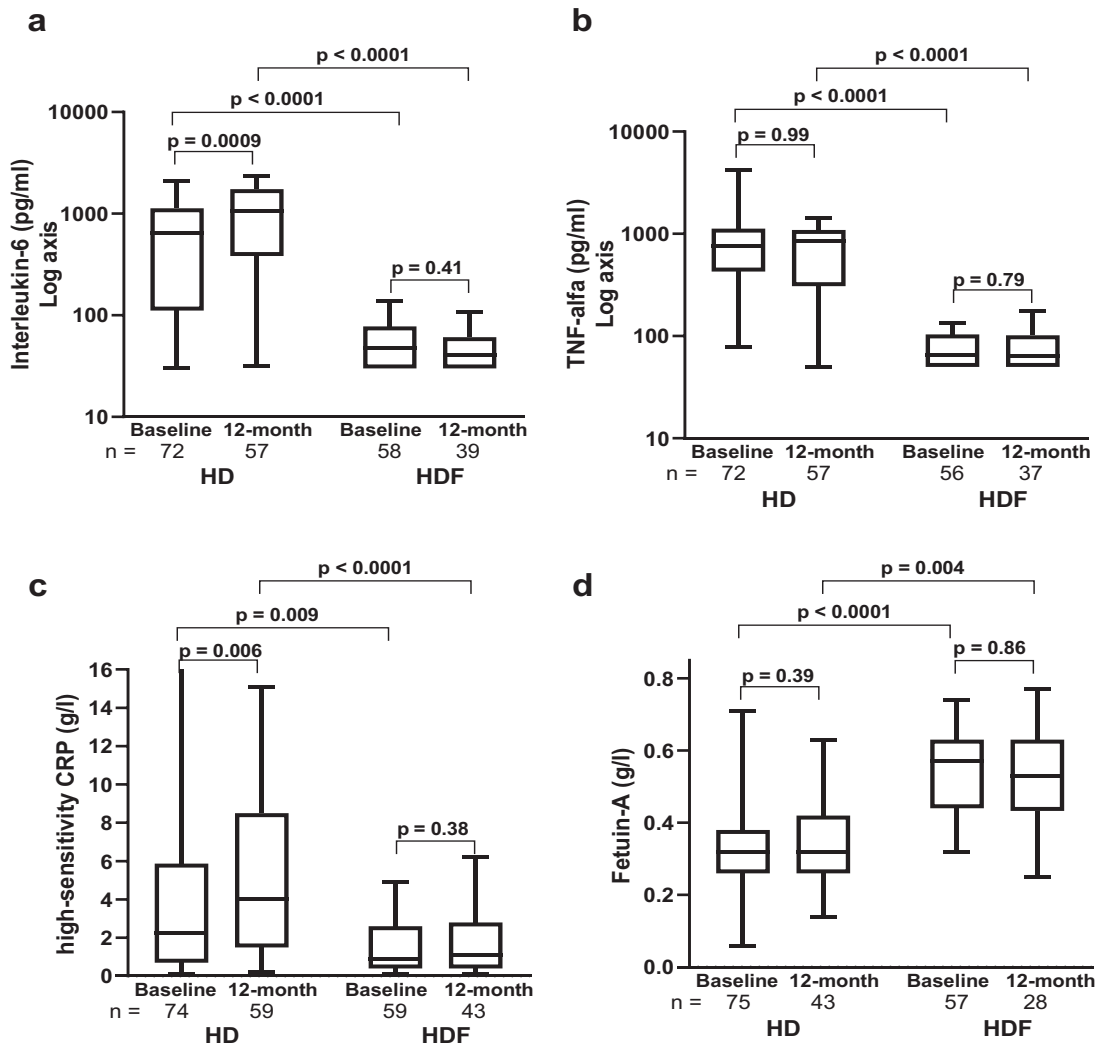 a
p < 0.0001
p < 0.0001
p = 0.0009
p = 0.41
10000
1000
100
10
Interleukin-6 (pg/ml)
Log axis
Baseline 12-month Baseline 12-month
n = 72 57 58 39
HD HDF
b
p < 0.0001
p < 0.0001
p = 0.99
p = 0.79
10000
1000
100
10
TNF-alfa (pg/ml)
Log axis
Baseline 12-month Baseline 12-month
n = 72 57 56 37
HD HDF
c
p < 0.0001
p = 0.009
p = 0.006
p = 0.38
16
14
12
10
8
6
4
2
0
high-sensitivity CRP (g/l)
Baseline 12-month Baseline 12-month
n = 74 59 59 43
HD HDF
d
p = 0.004
p < 0.0001
p = 0.86
p = 0.39
0.8
0.6
0.4
0.2
0.0
Fetuin-A (g/l)
Baseline 12-month Baseline 12-month
n = 75 43 57 28
HD HDF